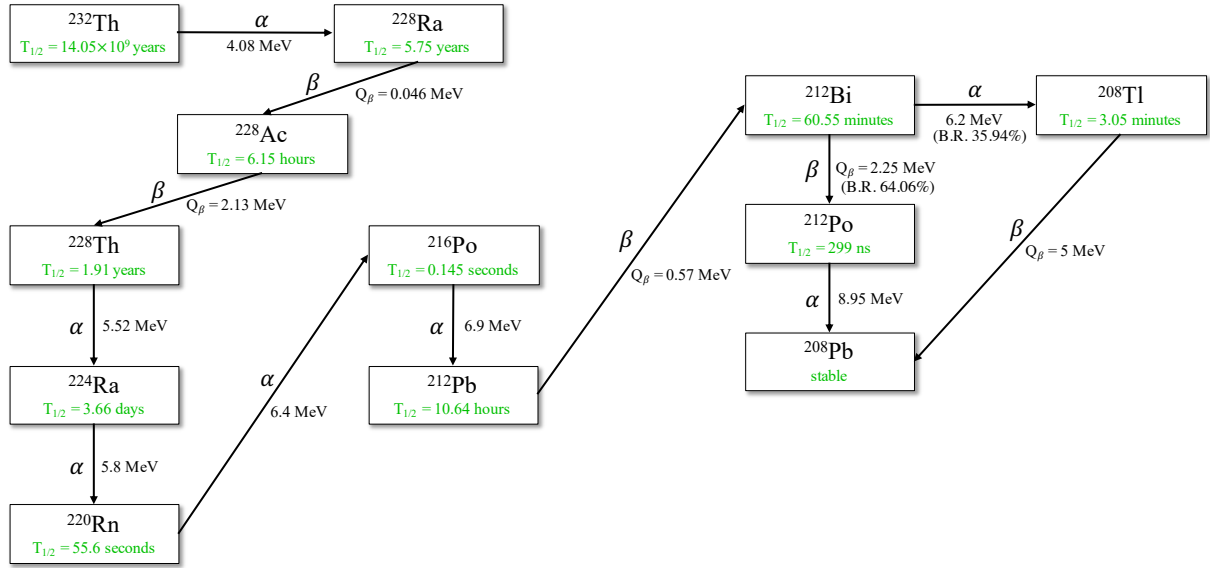 ²³²Th
T₁/₂ = 14.05×10⁹ years
α
4.08 MeV
²²⁸Ra
T₁/₂ = 5.75 years
β
Q_β = 0.046 MeV
²²⁸Ac
T₁/₂ = 6.15 hours
β
Q_β = 2.13 MeV
²²⁸Th
T₁/₂ = 1.91 years
α
5.52 MeV
²²⁴Ra
T₁/₂ = 3.66 days
α
5.8 MeV
²²⁰Rn
T₁/₂ = 55.6 seconds
α
6.4 MeV
²¹⁶Po
T₁/₂ = 0.145 seconds
α
6.9 MeV
²¹²Pb
T₁/₂ = 10.64 hours
β
Q_β = 0.57 MeV
²¹²Bi
T₁/₂ = 60.55 minutes
α
6.2 MeV
(B.R. 35.94%)
²⁰⁸Tl
T₁/₂ = 3.05 minutes
β
Q_β = 2.25 MeV
(B.R. 64.06%)
²¹²Po
T₁/₂ = 299 ns
α
8.95 MeV
β
Q_β = 5 MeV
²⁰⁸Pb
stable